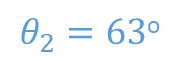 θ₂ = 63°